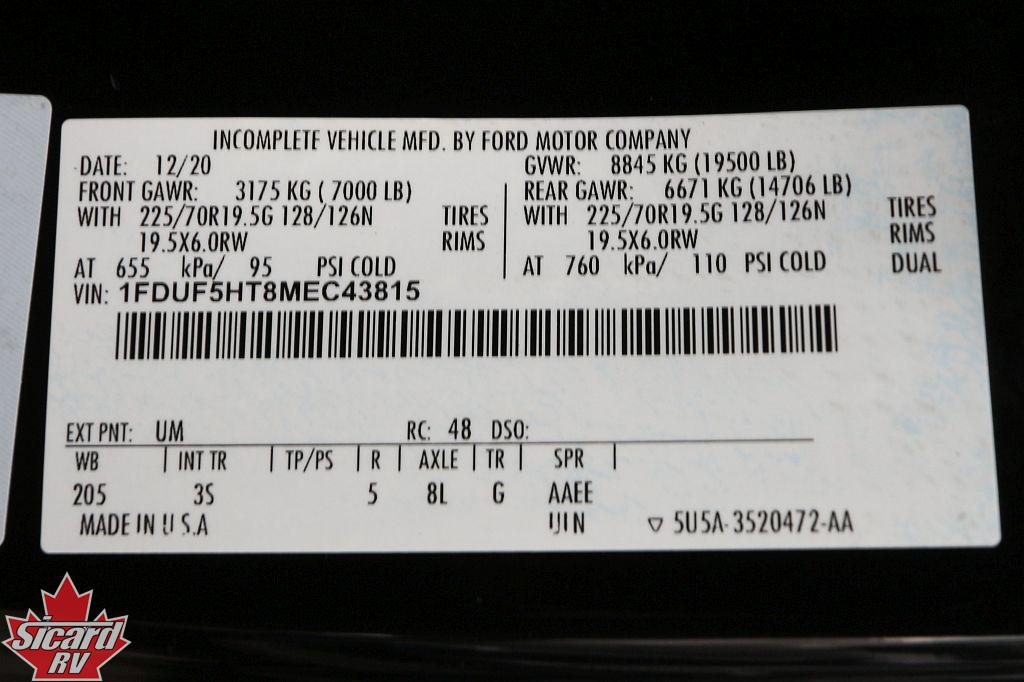 INCOMPLETE VEHICLE MFD. BY FORD MOTOR COMPANY
DATE: 12/20 GVWR: 8845 KG (19500 LB)
FRONT GAWR: 3175 KG ( 7000 LB) REAR GAWR: 6671 KG (14706 LB)
WITH 225/70R19.5G 128/126N TIRES WITH 225/70R19.5G 128/126N TIRES
19.5X6.0RW RIMS 19.5X6.0RW RIMS
AT 655 kPa/ 95 PSI COLD AT 760 kPa/ 110 PSI COLD DUAL
VIN: 1FDUF5HT8MEC43815
EXT PNT: UM RC: 48 DSO:
WB INT TR TP/PS R AXLE TR SPR
205 3S 5 8L G AAEE
MADE IN U.S.A 5U5A-3520472-AA
Sicard
RV